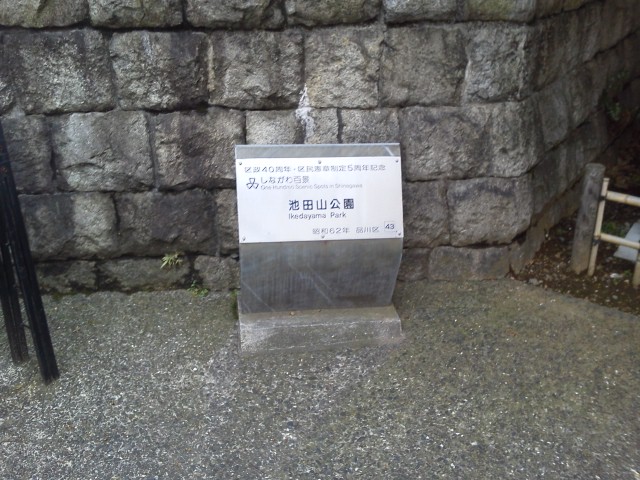 区政40周年・区民憲章制定5周年記念
しながわ百景
One Hundred Scenic Spots in Shinagawa
池田山公園
Ikedayama Park
昭和62年 品川区 43